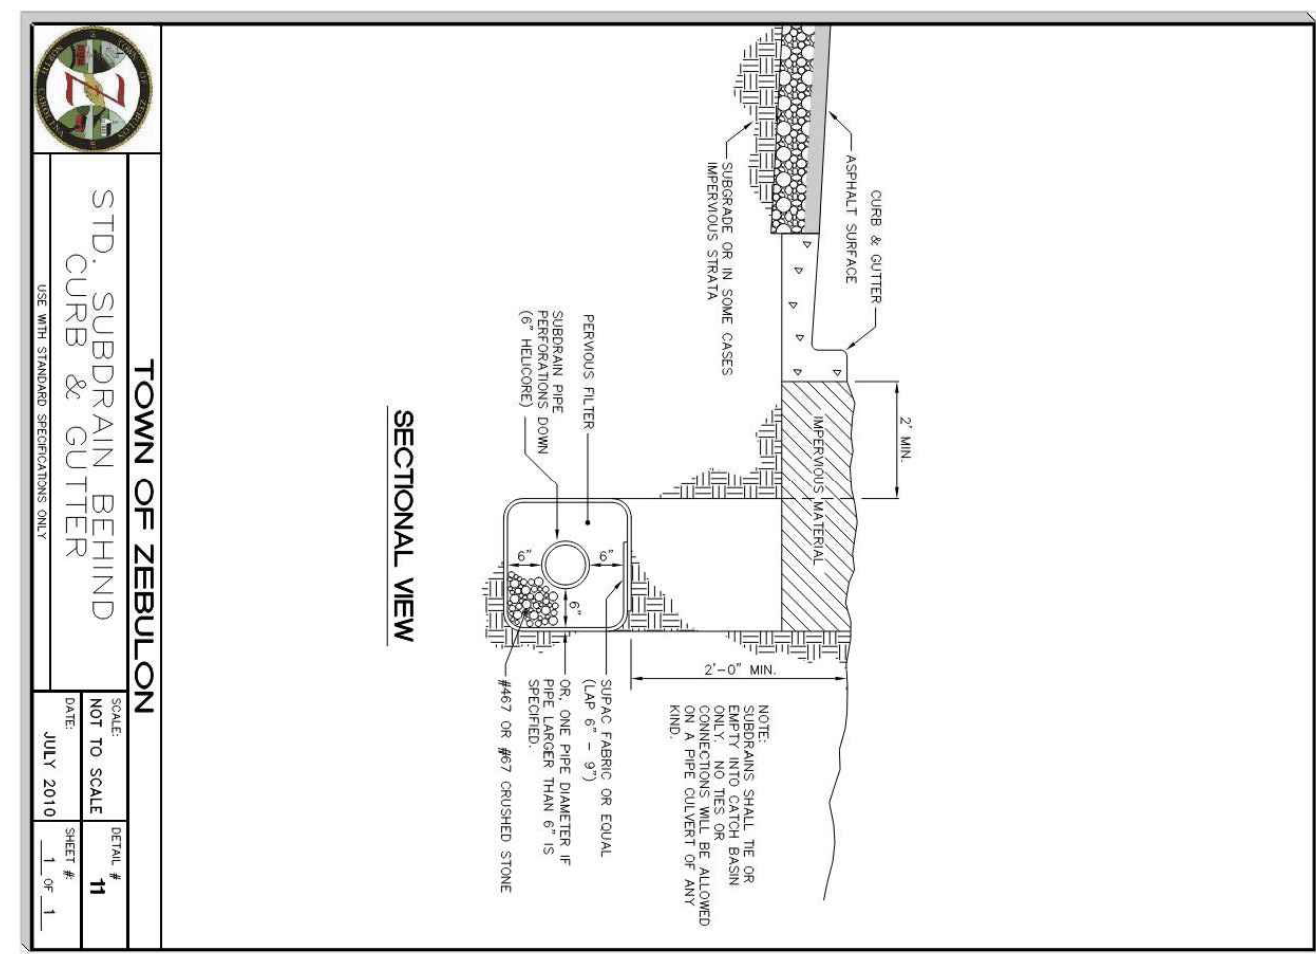 CURB & GUTTER
ASPHALT SURFACE
SUBGRADE OR IN SOME CASES
IMPERVIOUS STRATA
2' MIN.
IMPERVIOUS MATERIAL
2'-0" MIN.
NOTE:
SUBDRAINS SHALL TIE OR
EMPTY INTO CATCH BASIN
ONLY. NO TIES OR
CONNECTIONS WILL BE ALLOWED
ON A PIPE CULVERT OF ANY
KIND.
PERVIOUS FILTER
SUBDRAIN PIPE
PERFORATIONS DOWN
(6" HELICORE)
6"
6"
6"
SUPAC FABRIC OR EQUAL
(LAP 6" - 9")
OR, ONE PIPE DIAMETER IF
PIPE LARGER THAN 6" IS
SPECIFIED.
#467 OR #67 CRUSHED STONE
SECTIONAL VIEW
TOWN OF ZEBULON
Z
TOWN OF ZEBULON
STD. SUBDRAIN BEHIND
CURB & GUTTER
USE WITH STANDARD SPECIFICATIONS ONLY
SCALE:
NOT TO SCALE
DETAIL #
11
DATE:
JULY 2010
SHEET #:
1 OF 1